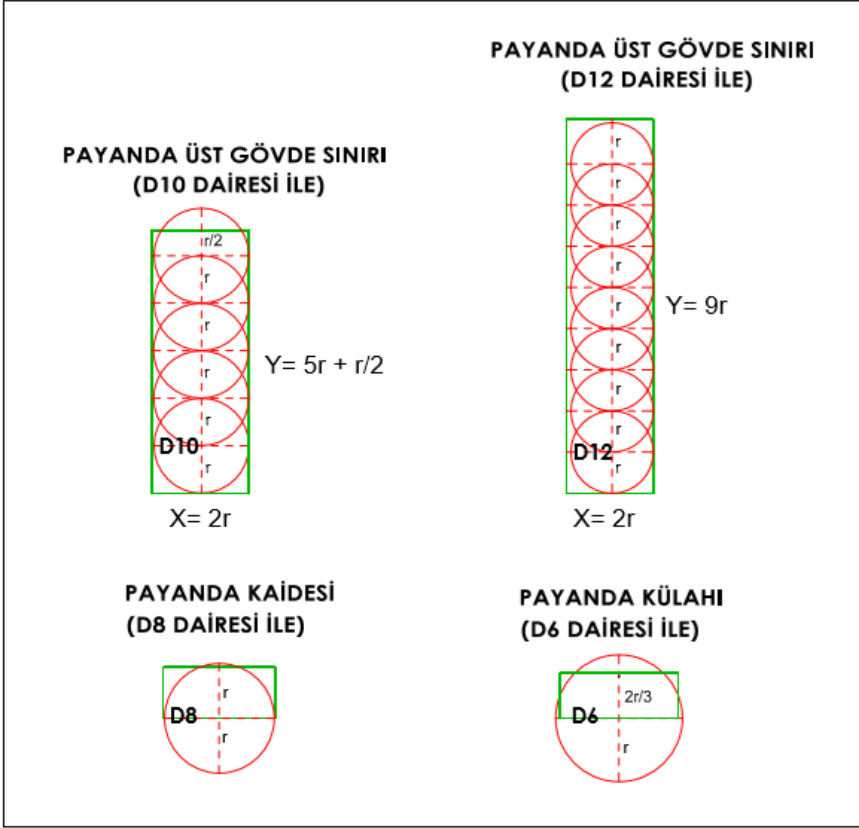 PAYANDA ÜST GÖVDE SINIRI
(D12 DAİRESİ İLE)
r
r
r
r
r
r
r
r
r
D12
Y= 9r
X= 2r
PAYANDA ÜST GÖVDE SINIRI
(D10 DAİRESİ İLE)
r/2
r
r
r
r
r
D10
Y= 5r + r/2
X= 2r
PAYANDA KAİDESİ
(D8 DAİRESİ İLE)
r
D8
r
PAYANDA KÜLAHI
(D6 DAİRESİ İLE)
2r/3
D6
r